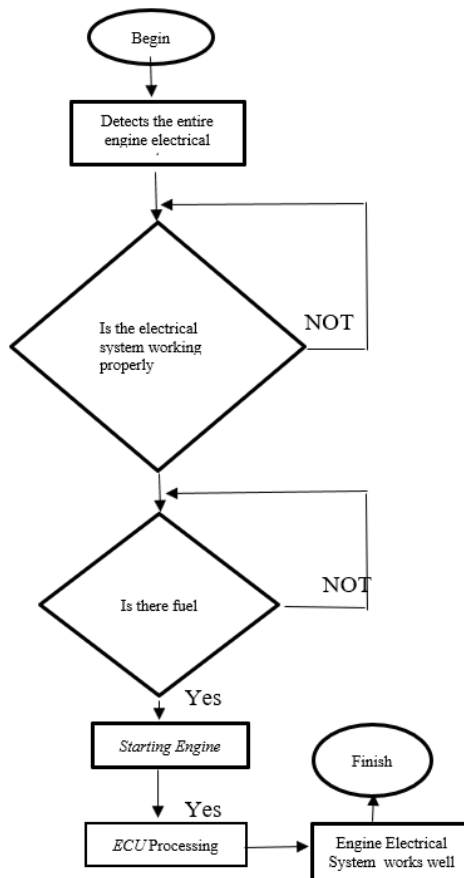 Begin
Detects the entire
engine electrical
NOT
Is the electrical
system working
properly
NOT
Is there fuel
Yes
Starting Engine
Yes
ECU Processing
Finish
Engine Electrical
System works well